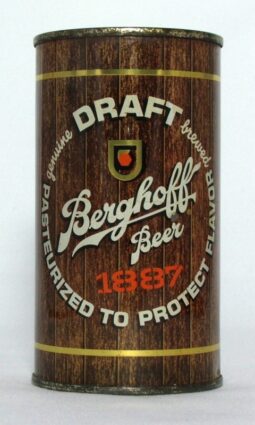 genuine DRAFT brewed
Berghoff
Beer
1887
PASTEURIZED TO PROTECT FLAVOR